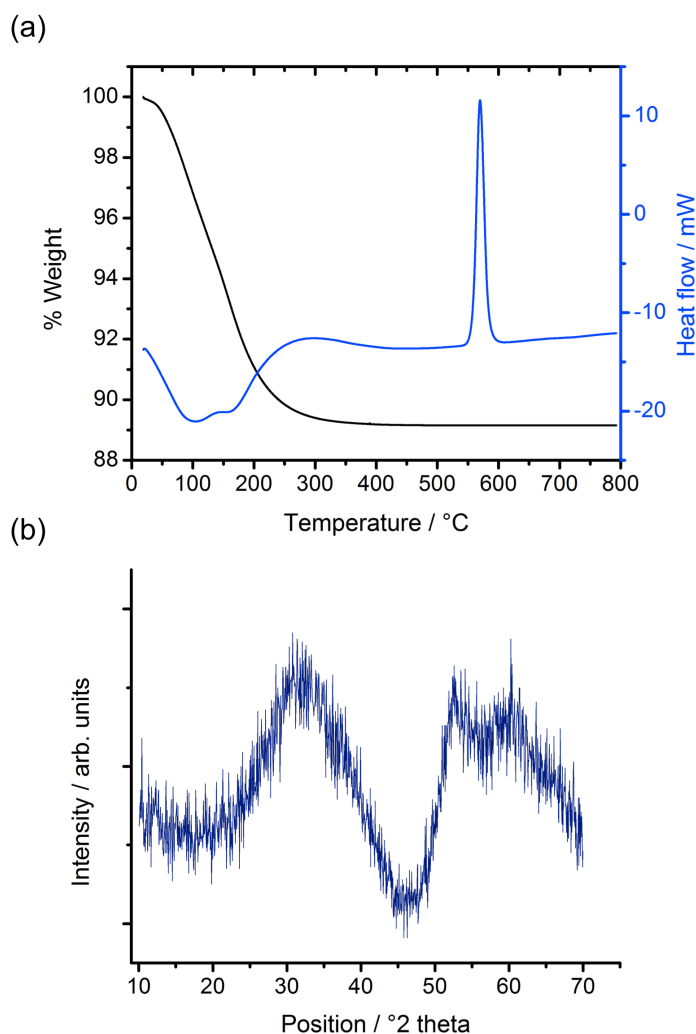 (a)
% Weight
100
98
96
94
92
90
88
10
0
-10
-20
Heat flow / mW
0 100 200 300 400 500 600 700 800
Temperature / °C
(b)
Intensity / arb. units
10 20 30 40 50 60 70
Position / °2 theta